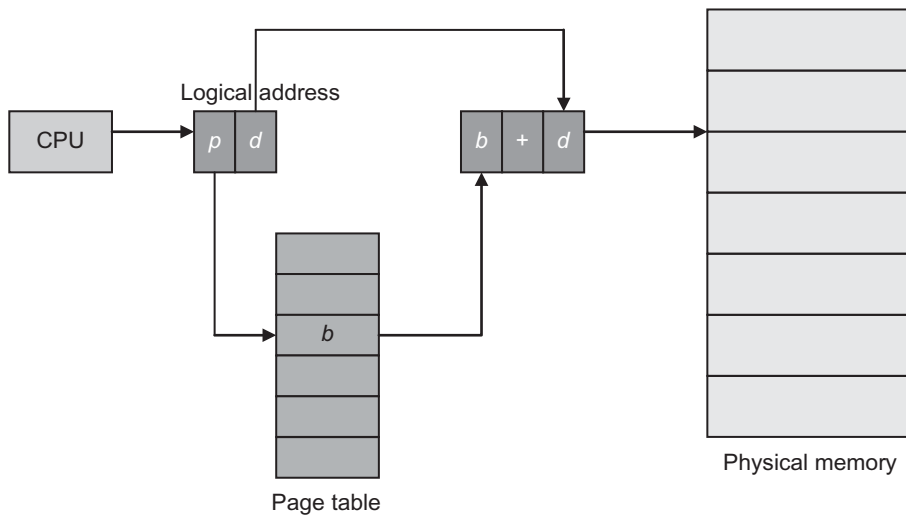 Logical address
CPU
p d
b + d
b
Physical memory
Page table